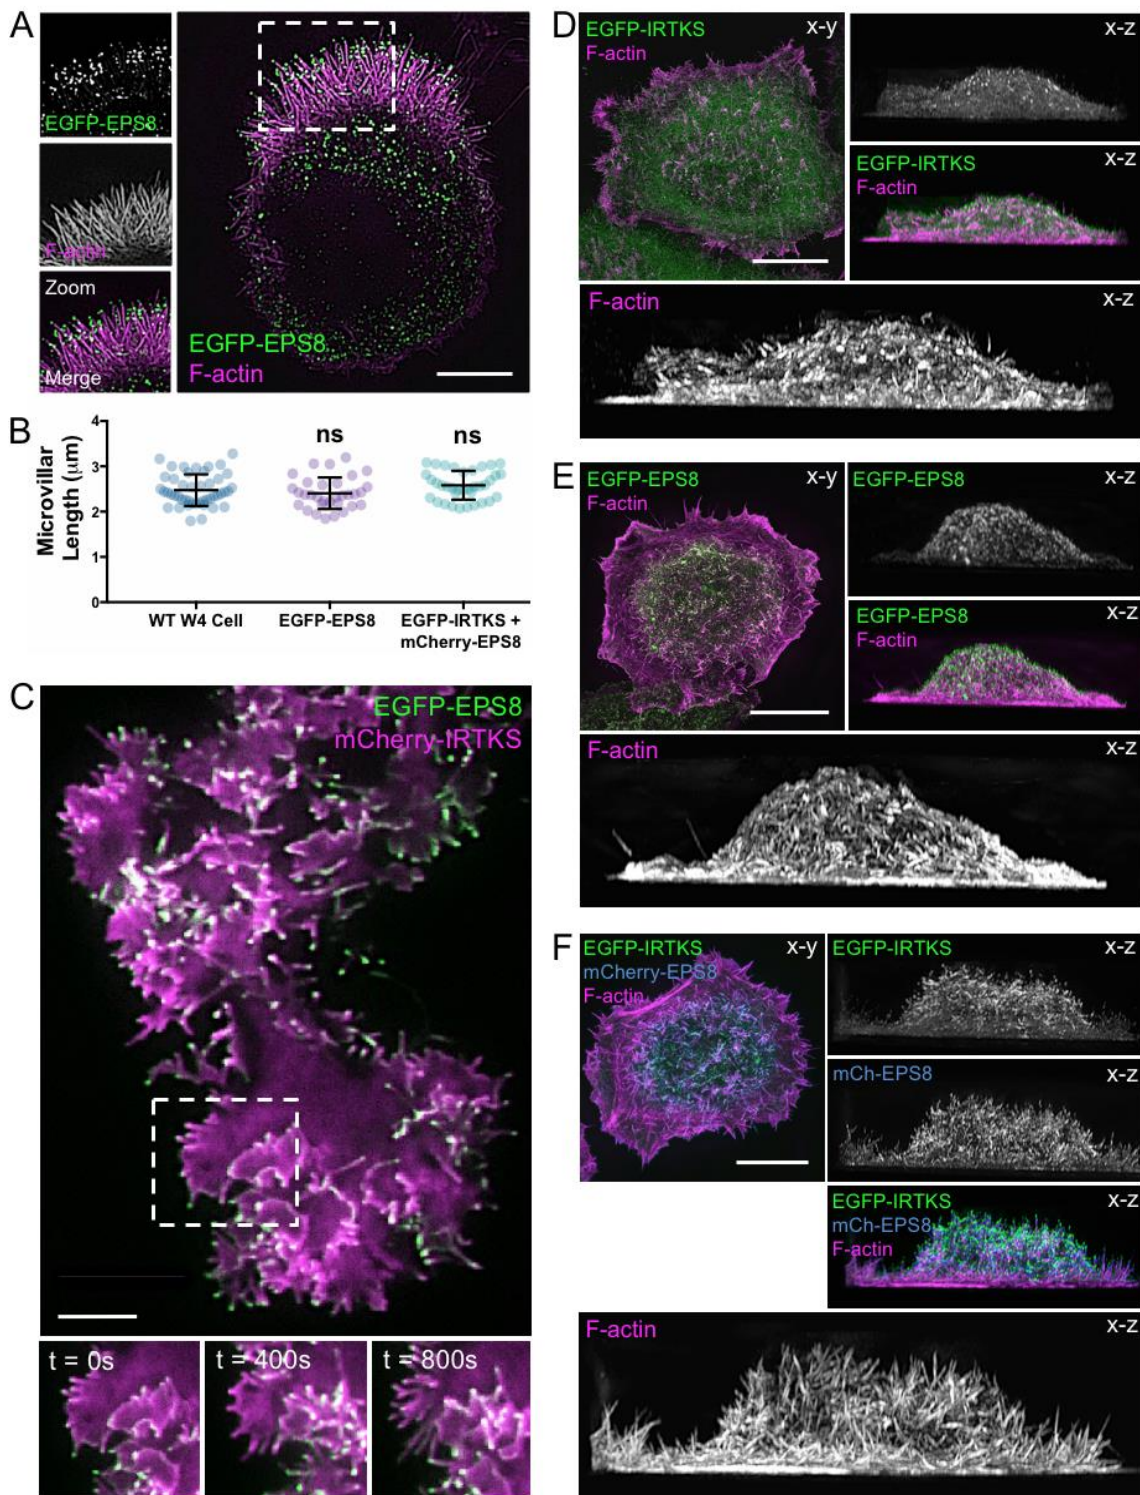 A
EGFP-EPS8
F-actin
Zoom
Merge
EGFP-EPS8
F-actin
B
Microvillar
Length (μm)
4
3
2
1
0
ns
ns
WT W4 Cell
EGFP-EPS8
EGFP-IRTKS +
mCherry-EPS8
C
EGFP-EPS8
mCherry-IRTKS
t = 0s
t = 400s
t = 800s
D
EGFP-IRTKS
F-actin
x-y
x-z
EGFP-IRTKS
F-actin
x-z
F-actin
x-z
E
EGFP-EPS8
F-actin
x-y
EGFP-EPS8
x-z
EGFP-EPS8
F-actin
x-z
F-actin
x-z
F
EGFP-IRTKS
mCherry-EPS8
F-actin
x-y
EGFP-IRTKS
x-z
mCh-EPS8
x-z
EGFP-IRTKS
mCh-EPS8
F-actin
x-z
F-actin
x-z